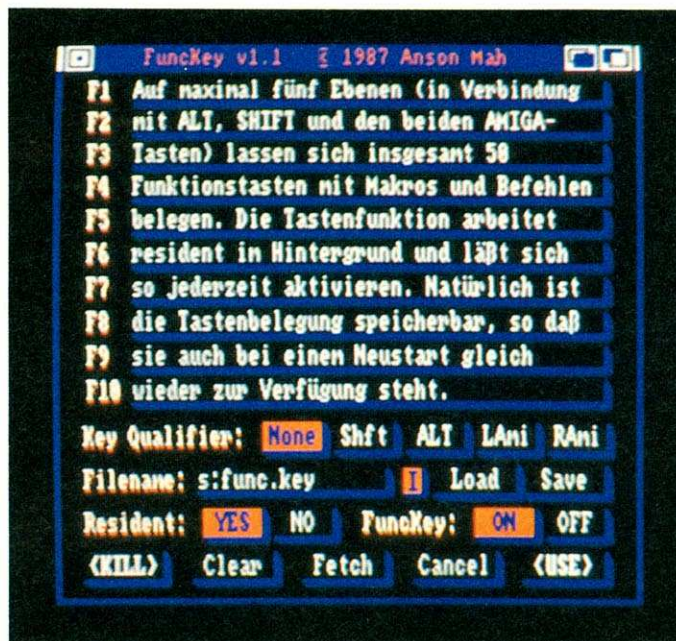 FuncKey v1.1 © 1987 Anson Mah
F1 Auf maximal fünf Ebenen (in Verbindung
F2 mit ALT, SHIFT und den beiden AMIGA-
F3 Tasten) lassen sich insgesamt 50
F4 Funktionstasten mit Makros und Befehlen
F5 belegen. Die Tastenfunktion arbeitet
F6 resident im Hintergrund und läßt sich
F7 so jederzeit aktivieren. Natürlich ist
F8 die Tastenbelegung speicherbar, so daß
F9 sie auch bei einem Neustart gleich
F10 wieder zur Verfügung steht.
Key Qualifier: None Shft ALT LAmi RAmi
Filename: s:func.key I Load Save
Resident: YES NO FuncKey: ON OFF
<KILL> Clear Fetch Cancel <USE>